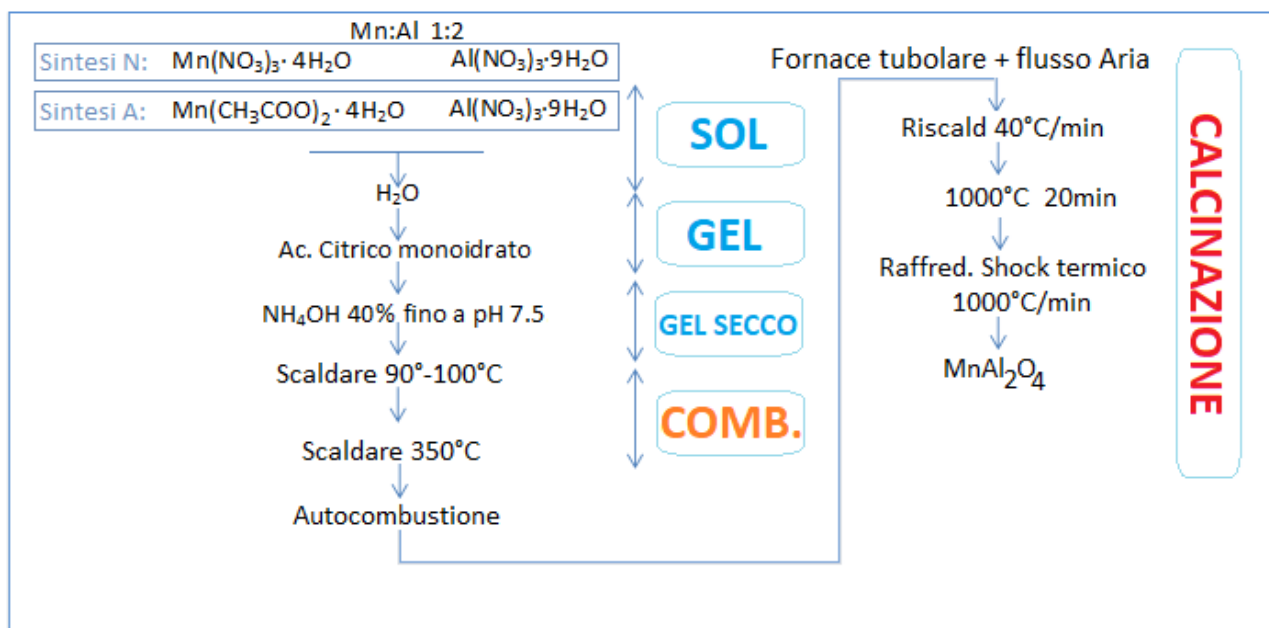 Mn:Al 1:2
Sintesi N: Mn(NO₃)₃· 4H₂O Al(NO₃)₃·9H₂O
Sintesi A: Mn(CH₃COO)₂· 4H₂O Al(NO₃)₃·9H₂O
H₂O
Ac. Citrico monoidrato
NH₄OH 40% fino a pH 7.5
Scaldare 90°-100°C
Scaldare 350°C
Autocombustione
SOL
GEL
GEL SECCO
COMB.
Fornace tubolare + flusso Aria
Riscald 40°C/min
1000°C 20min
Raffred. Shock termico
1000°C/min
MnAl₂O₄
CALCINAZIONE